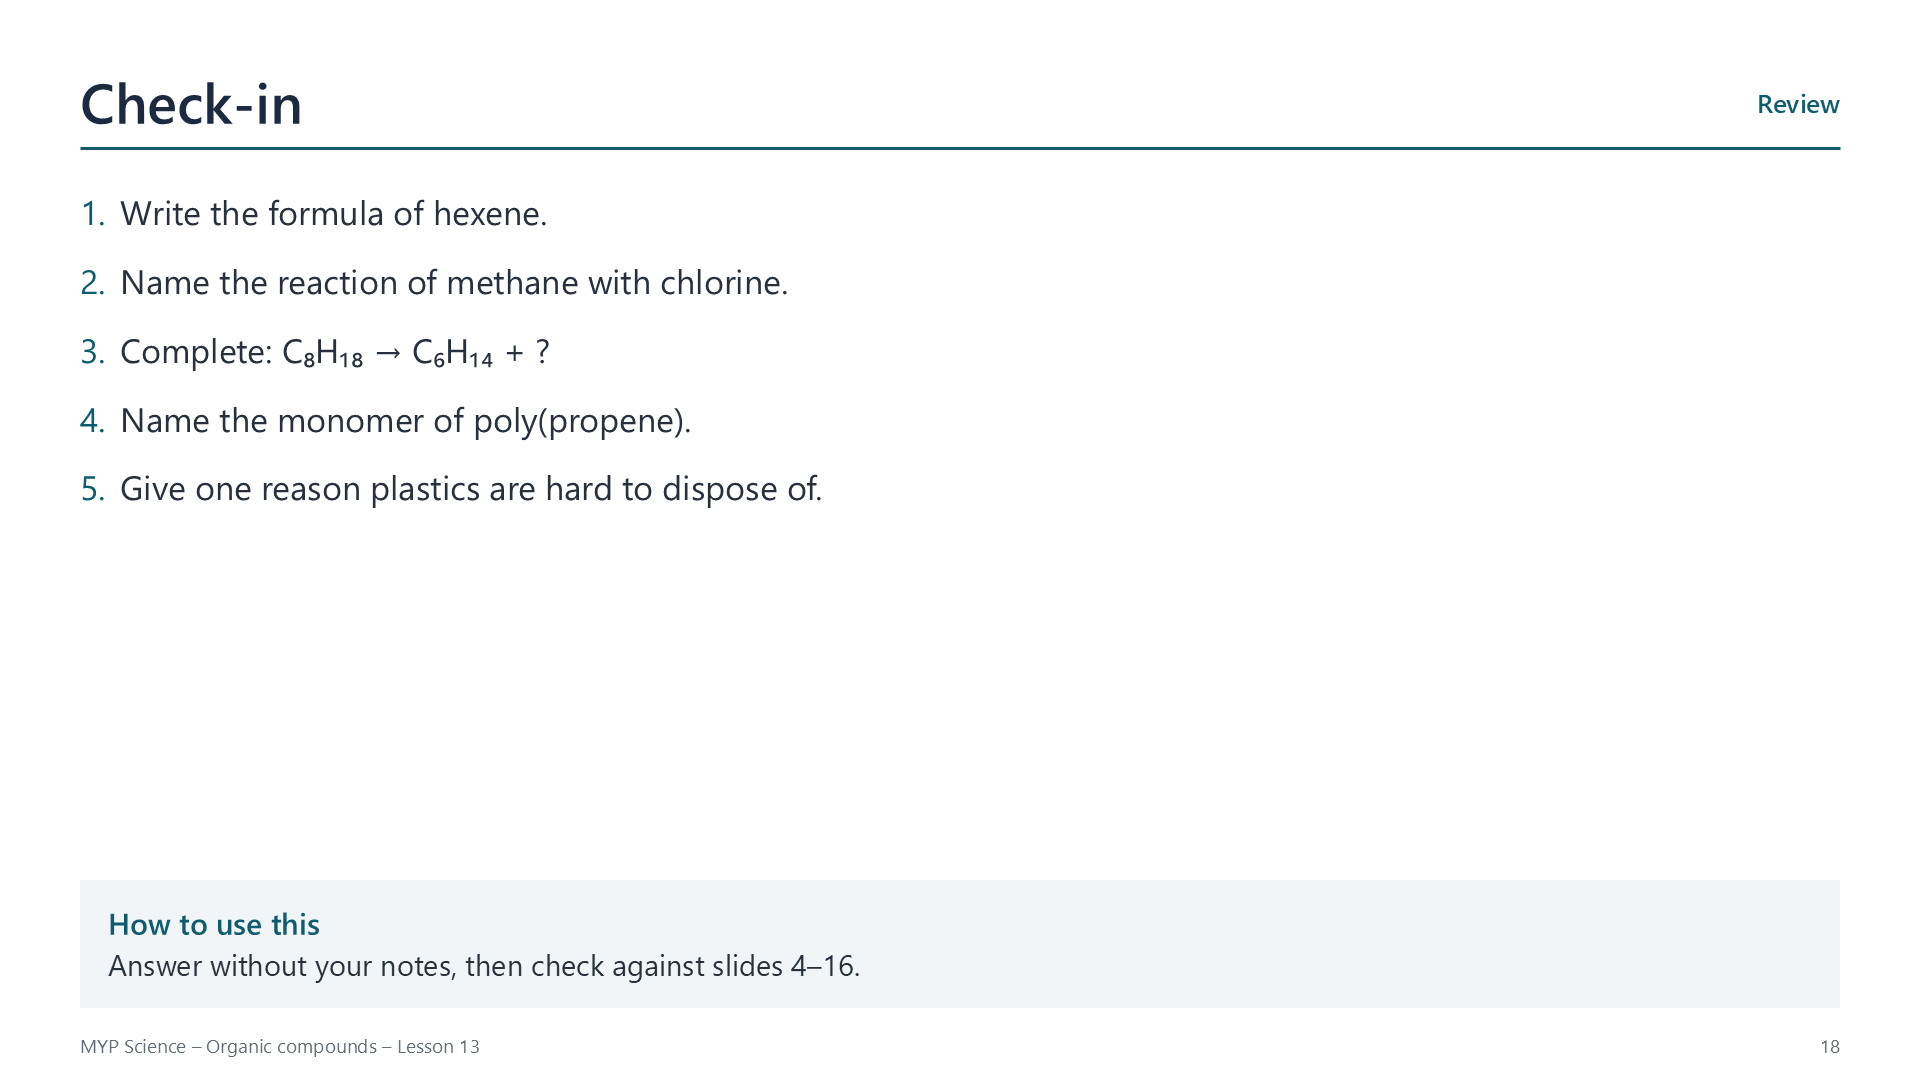 Check-in
Review
1. Write the formula of hexene.
2. Name the reaction of methane with chlorine.
3. Complete: C₈H₁₈ → C₆H₁₄ + ?
4. Name the monomer of poly(propene).
5. Give one reason plastics are hard to dispose of.
How to use this
Answer without your notes, then check against slides 4–16.
MYP Science – Organic compounds – Lesson 13
18